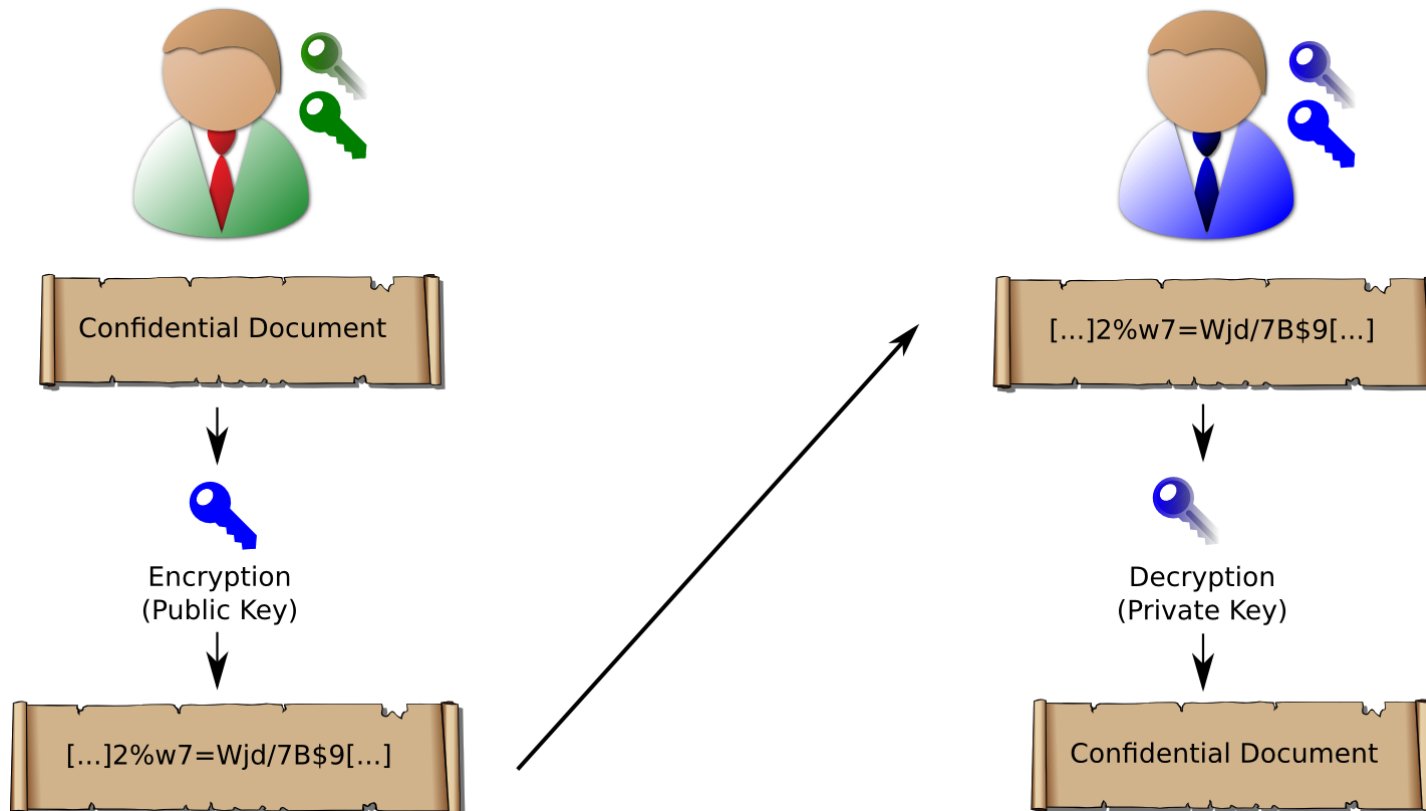 Confidential Document
Encryption
(Public Key)
[...]2%w7=Wjd/7B$9[...]
[...]2%w7=Wjd/7B$9[...]
Decryption
(Private Key)
Confidential Document